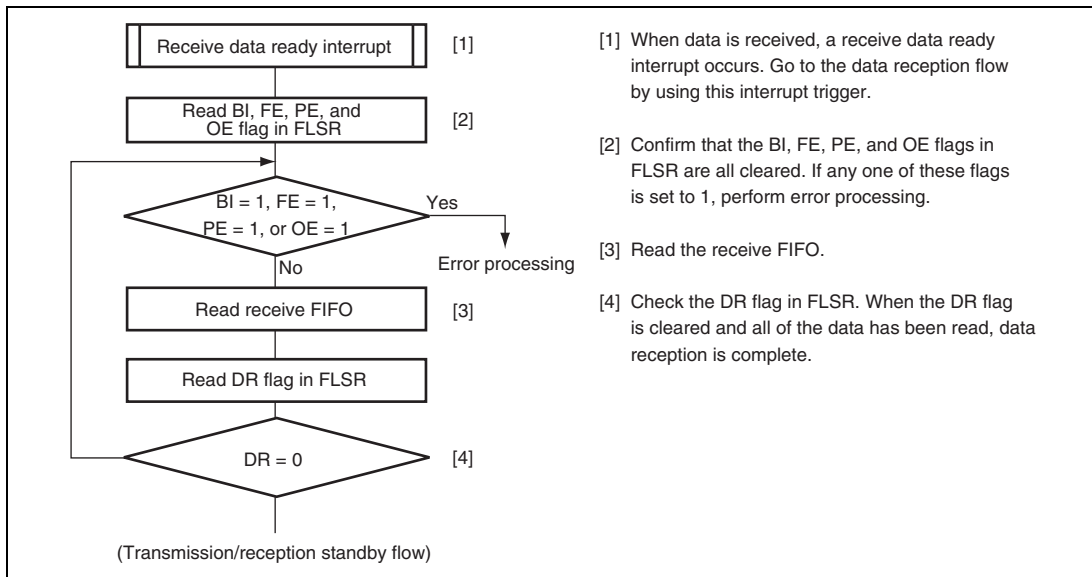 Receive data ready interrupt
[1]
Read BI, FE, PE, and
OE flag in FLSR
[2]
BI = 1, FE = 1,
PE = 1, or OE = 1
Yes
Error processing
No
Read receive FIFO
[3]
Read DR flag in FLSR
DR = 0
[4]
(Transmission/reception standby flow)
[1] When data is received, a receive data ready
interrupt occurs. Go to the data reception flow
by using this interrupt trigger.
[2] Confirm that the BI, FE, PE, and OE flags in
FLSR are all cleared. If any one of these flags
is set to 1, perform error processing.
[3] Read the receive FIFO.
[4] Check the DR flag in FLSR. When the DR flag
is cleared and all of the data has been read, data
reception is complete.